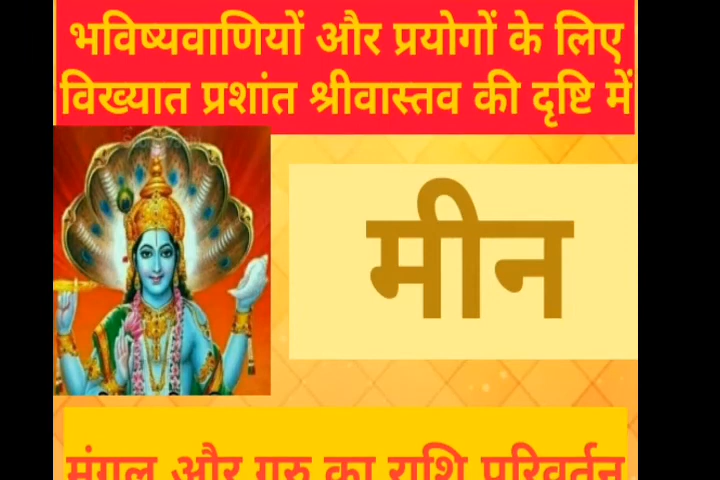 भविष्यवाणियों और प्रयोगों के लिए
विख्यात प्रशांत श्रीवास्तव की दृष्टि में
मीन
मंगल और गुरु का राशि परिवर्तन